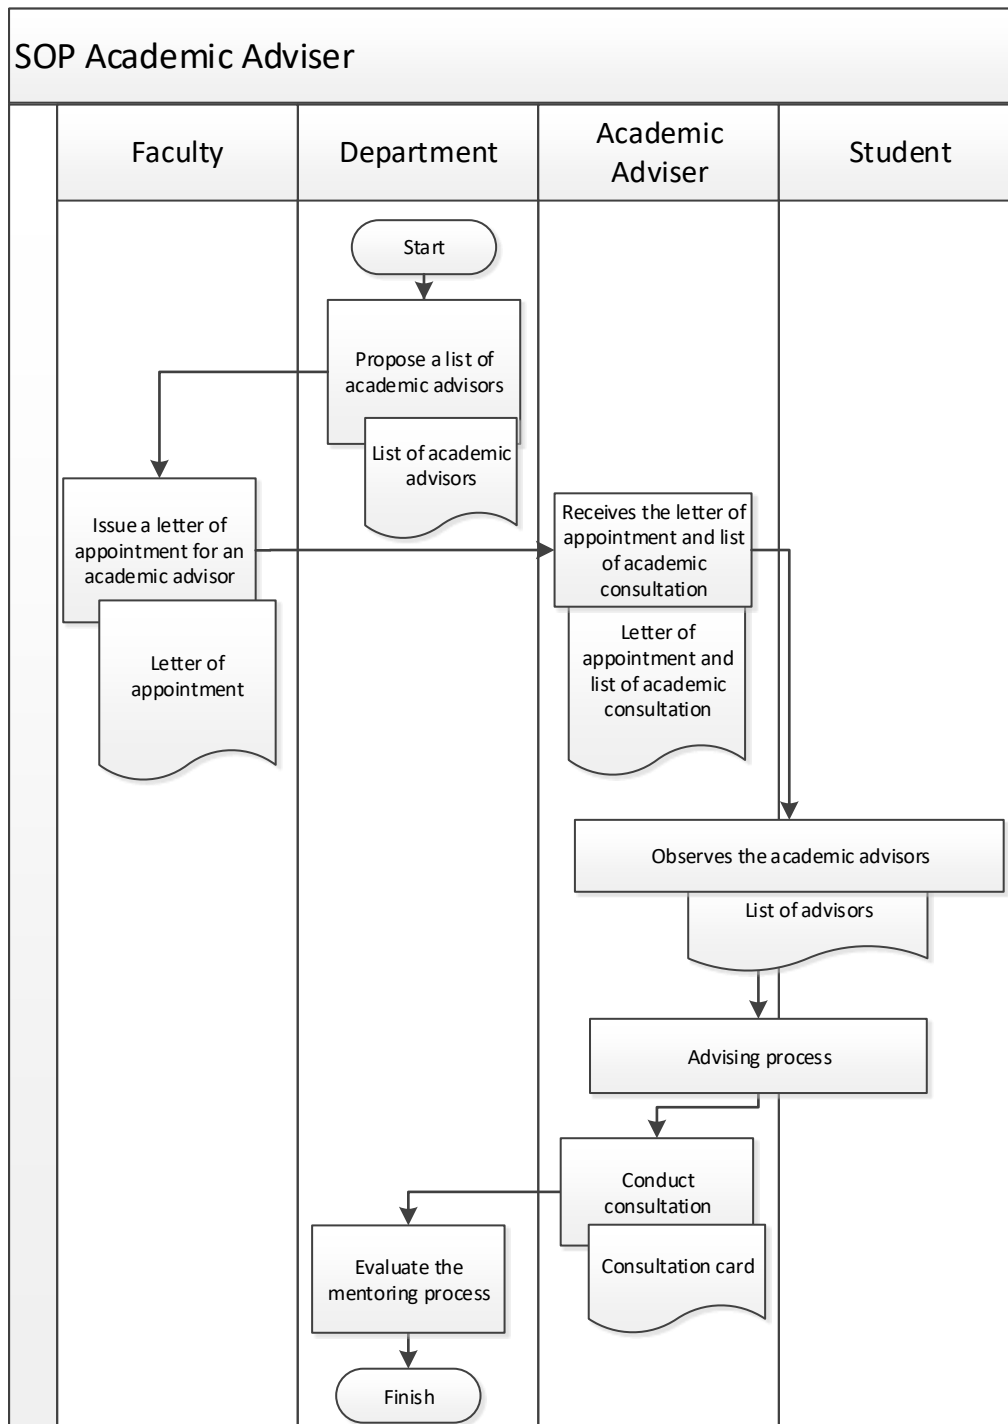 SOP Academic Adviser
Faculty
Department
Academic
Adviser
Student
Start
Propose a list of
academic advisors
List of academic
advisors
Issue a letter of
appointment for an
academic advisor
Letter of
appointment
Receives the letter of
appointment and list
of academic
consultation
Letter of
appointment and
list of academic
consultation
Observes the academic advisors
List of advisors
Advising process
Conduct
consultation
Consultation card
Evaluate the
mentoring process
Finish